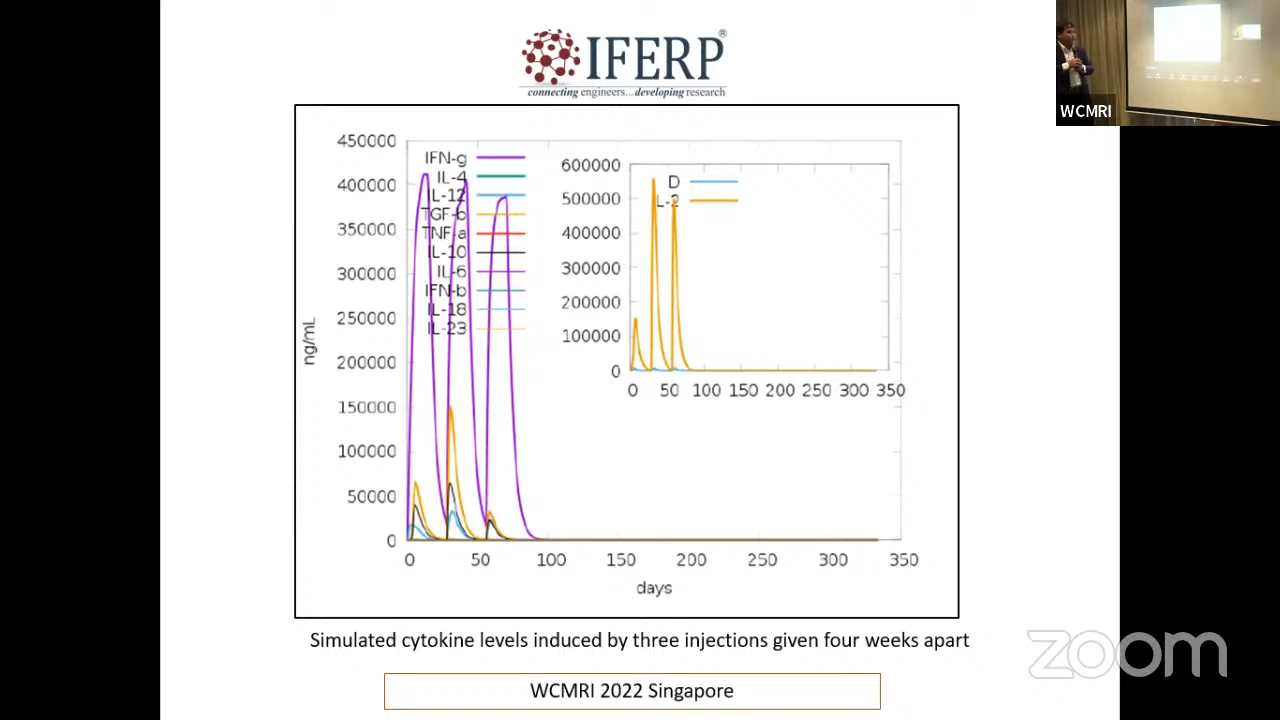 IFERP®
connecting engineers...developing research
WCMRI
450000
400000
350000
300000
250000
200000
150000
100000
50000
0
ng/mL
IFN-g
IL-4
IL-12
TGF-b
TNF-a
IL-10
IL-6
IFN-b
IL-18
IL-23
600000
500000
400000
300000
200000
100000
0
D
IL-2
0 50 100 150 200 250 300 350
0 50 100 150 200 250 300 350
days
Simulated cytokine levels induced by three injections given four weeks apart
zoom
WCMRI 2022 Singapore